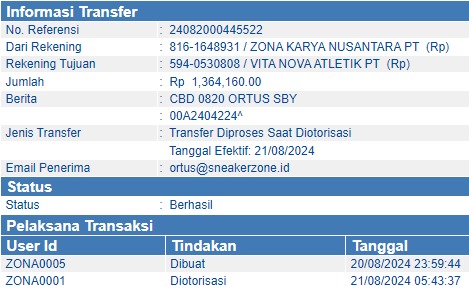 Informasi Transfer
No. Referensi : 24082000445522
Dari Rekening : 816-1648931 / ZONA KARYA NUSANTARA PT (Rp)
Rekening Tujuan : 594-0530808 / VITA NOVA ATLETIK PT (Rp)
Jumlah : Rp 1,364,160.00
Berita : CBD 0820 ORTUS SBY
: 00A2404224^
Jenis Transfer : Transfer Diproses Saat Diotorisasi
Tanggal Efektif: 21/08/2024
Email Penerima : ortus@sneakerzone.id
Status
Status : Berhasil
Pelaksana Transaksi
User Id Tindakan Tanggal
ZONA0005 Dibuat 20/08/2024 23:59:44
ZONA0001 Diotorisasi 21/08/2024 05:43:37